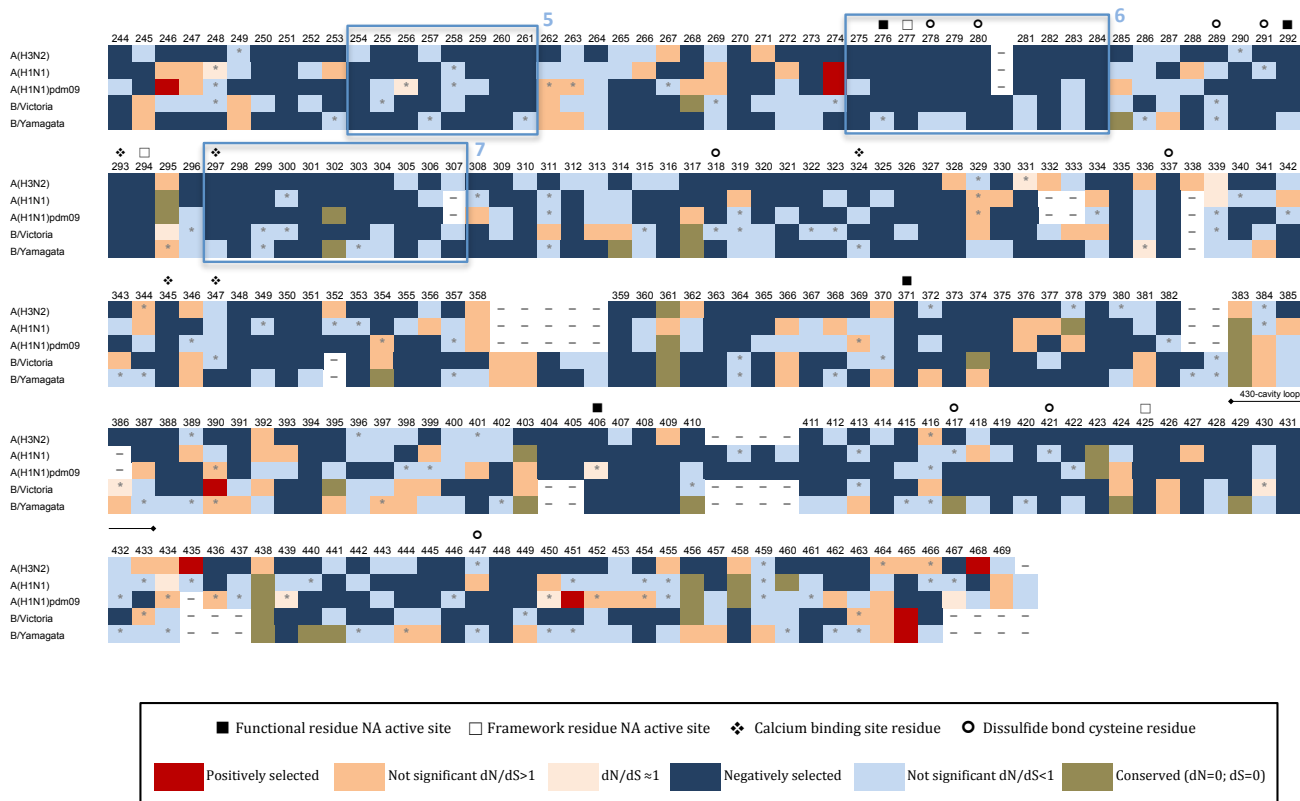 5
6
244 245 246 247 248 249 250 251 252 253 254 255 256 257 258 259 260 261 262 263 264 265 266 267 268 269 270 271 272 273 274 275 276 277 278 279 280 281 282 283 284 285 286 287 288 289 290 291 292
A(H3N2)
A(H1N1)
A(H1N1)pdm09
B/Victoria
B/Yamagata
7
293 294 295 296 297 298 299 300 301 302 303 304 305 306 307 308 309 310 311 312 313 314 315 316 317 318 319 320 321 322 323 324 325 326 327 328 329 330 331 332 333 334 335 336 337 338 339 340 341 342
A(H3N2)
A(H1N1)
A(H1N1)pdm09
B/Victoria
B/Yamagata
343 344 345 346 347 348 349 350 351 352 353 354 355 356 357 358 359 360 361 362 363 364 365 366 367 368 369 370 371 372 373 374 375 376 377 378 379 380 381 382 383 384 385
A(H3N2)
A(H1N1)
A(H1N1)pdm09
B/Victoria
B/Yamagata
430-cavity loop
386 387 388 389 390 391 392 393 394 395 396 397 398 399 400 401 402 403 404 405 406 407 408 409 410 411 412 413 414 415 416 417 418 419 420 421 422 423 424 425 426 427 428 429 430 431
A(H3N2)
A(H1N1)
A(H1N1)pdm09
B/Victoria
B/Yamagata
432 433 434 435 436 437 438 439 440 441 442 443 444 445 446 447 448 449 450 451 452 453 454 455 456 457 458 459 460 461 462 463 464 465 466 467 468 469
A(H3N2)
A(H1N1)
A(H1N1)pdm09
B/Victoria
B/Yamagata
Functional residue NA active site Framework residue NA active site Calcium binding site residue Disulfide bond cysteine residue
Positively selected Not significant dN/dS>1 dN/dS ≈1 Negatively selected Not significant dN/dS<1 Conserved (dN=0; dS=0)